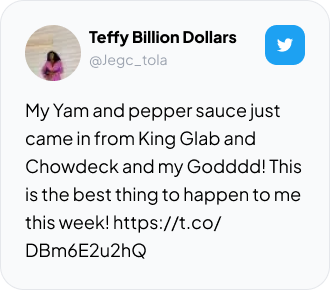 Teffy Billion Dollars
@Jegc_tola
My Yam and pepper sauce just
came in from King Glab and
Chowdeck and my Godddd! This
is the best thing to happen to me
this week! https://t.co/
DBm6E2u2hQ